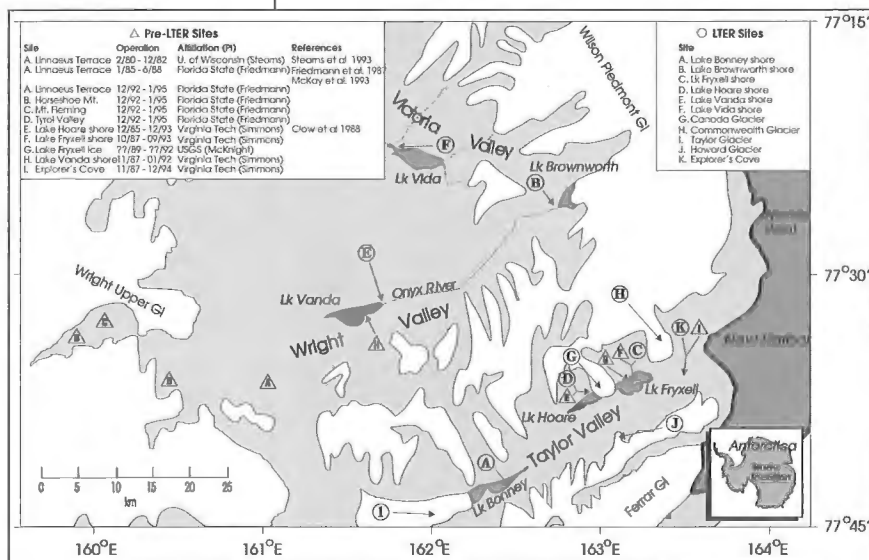 Pre-LTER Sites
Site Operation Affiliation (PI) References
A. Linnaeus Terrace 2/80 - 12/82 U. of Wisconsin (Stearns) Stearns et al. 1993
A. Linnaeus Terrace 1/85 - 6/88 Florida State (Friedmann) Friedmann et al. 1987
McKay et al. 1993
A. Linnaeus Terrace 12/92 - 1/95 Florida State (Friedmann)
B. Horseshoe Mt. 12/92 - 1/95 Florida State (Friedmann)
C. Mt. Fleming 12/92 - 1/95 Florida State (Friedmann)
D. Tyrol Valley 12/92 - 1/95 Florida State (Friedmann)
E. Lake Hoare shore 12/85 - 12/93 Virginia Tech (Simmons) Clow et al 1988
F. Lake Fryxell shore 10/87 - 09/93 Virginia Tech (Simmons)
G. Lake Fryxell Ice ??/89 - ??/92 USGS (McKnight)
H. Lake Vanda shore 11/87 - 01/92 Virginia Tech (Simmons)
I. Explorer's Cove 11/87 - 12/94 Virginia Tech (Simmons)
LTER Sites
Site
A. Lake Bonney shore
B. Lake Brownworth shore
C. Lk Fryxell shore
D. Lake Hoare shore
E. Lake Vanda shore
F. Lake Vida shore
G. Canada Glacier
H. Commonwealth Glacier
I. Taylor Glacier
J. Howard Glacier
K. Explorer's Cove
77°15'
Wilson Piedmont Gl
Victoria
Valley
F
Lk Vida
Lk Brownworth
B
E
77°30'
Wright Upper Gl
Lk Vanda
Onyx River
H
Wright
Valley
H
K
I
G
F
C
D
E
Lk Fryxell
Lk Hoare
Taylor Valley
J
A
Lk Bonney
I
Ferrar Gl
Antarctica
0 5 10 15 20 25
km
77°45'
160°E
161°E
162°E
163°E
164°E